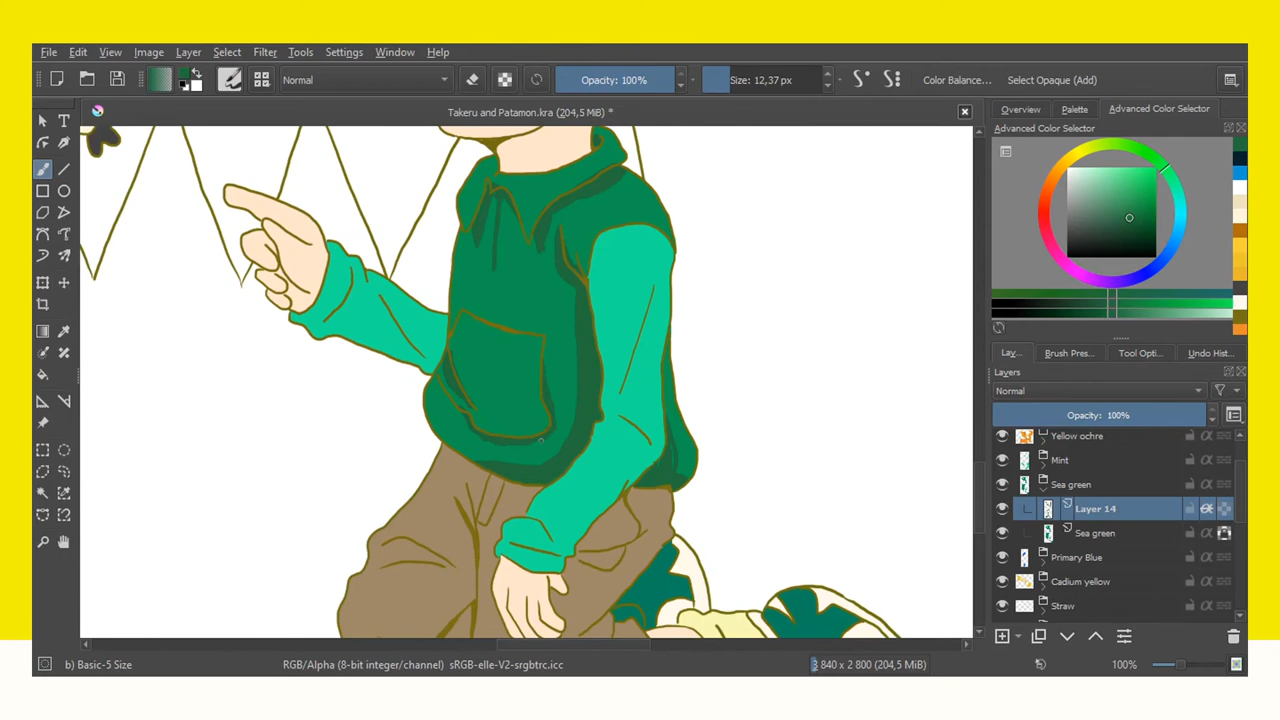 File Edit View Image Layer Select Filter Tools Settings Window Help
Normal Opacity: 100% Size: 12,37 px Color Balance... Select Opaque (Add)
Takeru and Patamon.kra (204,5 MiB) *
Overview Palette Advanced Color Selector
Advanced Color Selector
Lay... Brush Pres... Tool Opti... Undo Hist...
Layers
Normal
Opacity: 100%
Yellow ochre
Mint
Sea green
Layer 14
Sea green
Primary Blue
Cadium yellow
Straw
b) Basic-5 Size RGB/Alpha (8-bit integer/channel) sRGB-elle-V2-srgbtrc.icc 3 840 x 2 800 (204,5 MiB) 100%